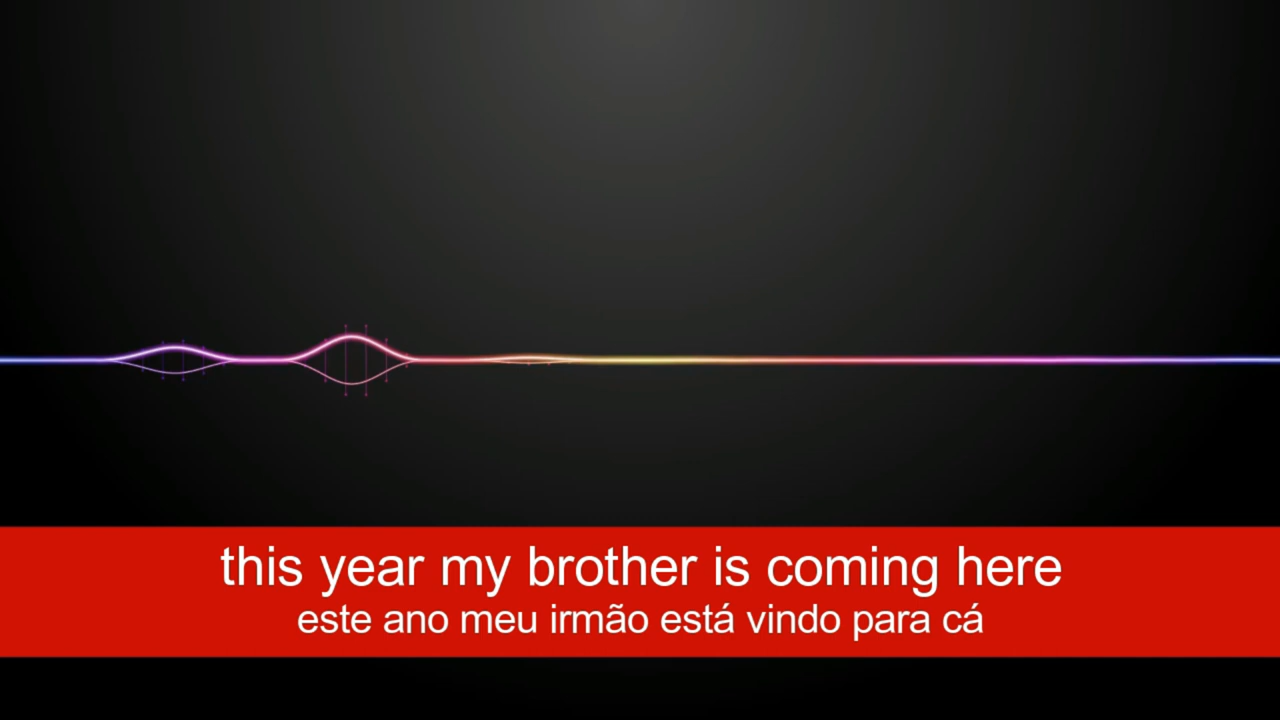 this year my brother is coming here
este ano meu irmão está vindo para cá